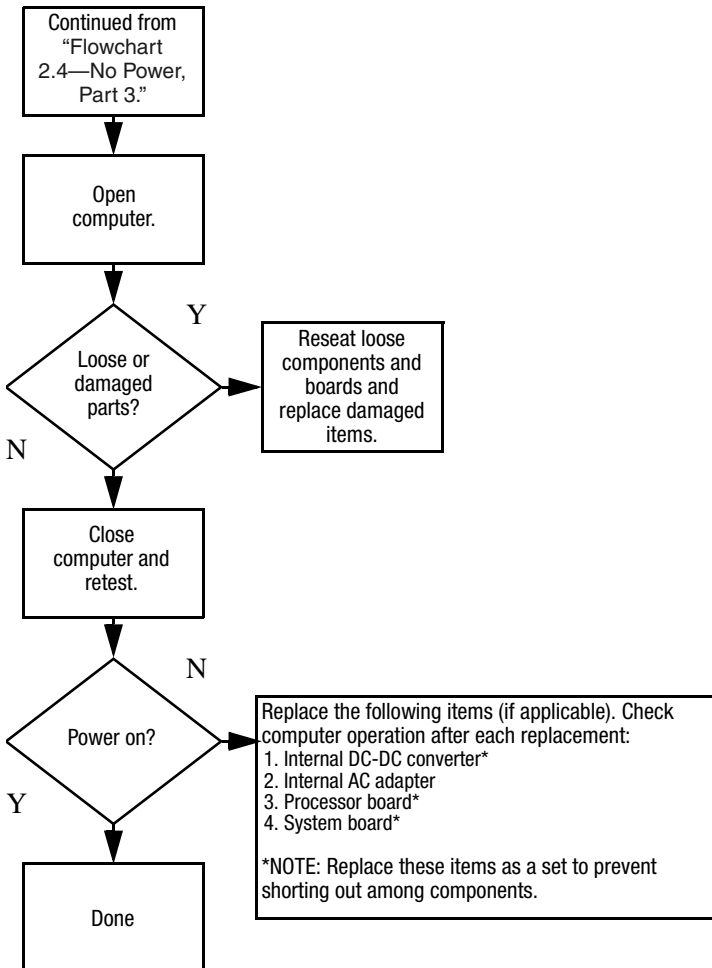 Continued from
“Flowchart
2.4—No Power,
Part 3.”
Open
computer.
Y
Loose or
damaged
parts?
Reseat loose
components and
boards and
replace damaged
items.
N
Close
computer and
retest.
N
Power on?
Replace the following items (if applicable). Check
computer operation after each replacement:
1. Internal DC-DC converter*
2. Internal AC adapter
3. Processor board*
4. System board*
*NOTE: Replace these items as a set to prevent
shorting out among components.
Y
Done